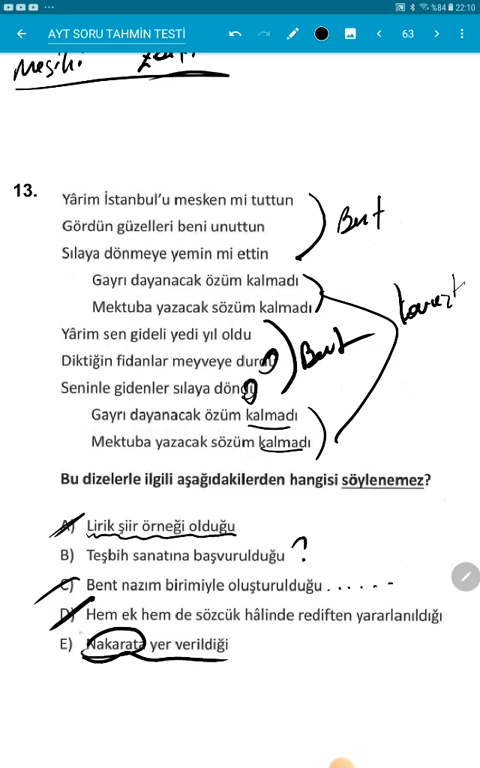 %84 22:10
AYT SORU TAHMİN TESTİ 63
Mesihi
13.
Yârim İstanbul'u mesken mi tuttun
Gördün güzelleri beni unuttun
Bent
Sılaya dönmeye yemin mi ettin
Gayrı dayanacak özüm kalmadı
Mektuba yazacak sözüm kalmadı
Yârim sen gideli yedi yıl oldu
Diktiğin fidanlar meyveye durdu
Bent
Seninle gidenler sılaya döndü
Gayrı dayanacak özüm kalmadı
Mektuba yazacak sözüm kalmadı
Bu dizelerle ilgili aşağıdakilerden hangisi söylenemez?
A) Lirik şiir örneği olduğu
B) Teşbih sanatına başvurulduğu ?
C) Bent nazım birimiyle oluşturulduğu . . . . . -
D) Hem ek hem de sözcük hâlinde rediften yararlanıldığı
E) Nakarata yer verildiği